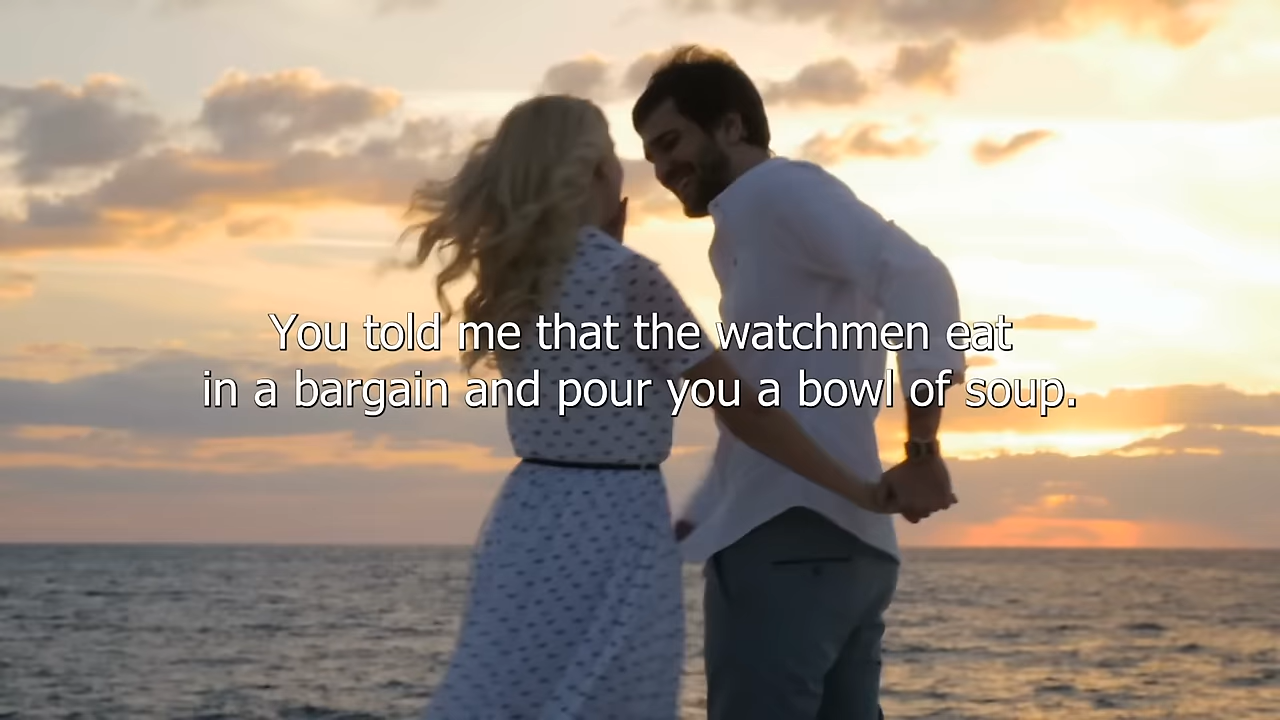 You told me that the watchmen eat
in a bargain and pour you a bowl of soup.